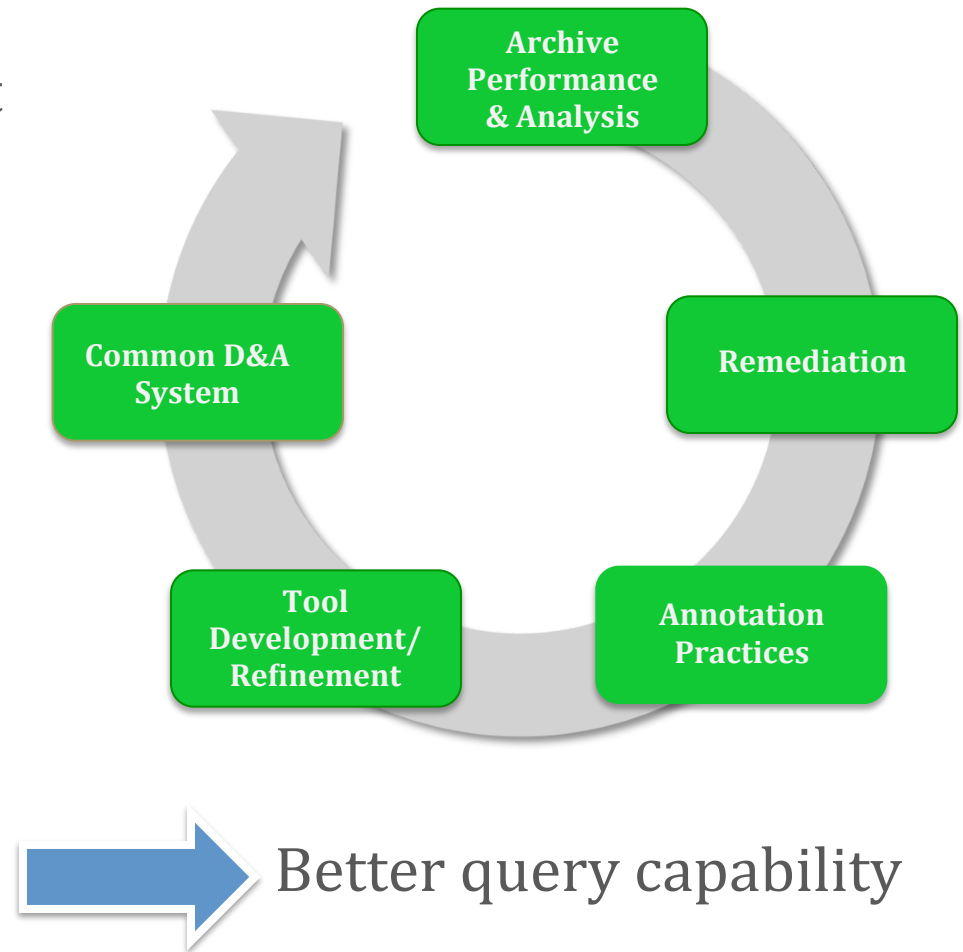 Archive
Performance
& Analysis
Remediation
Annotation
Practices
Tool
Development/
Refinement
Common D&A
System
Better query capability